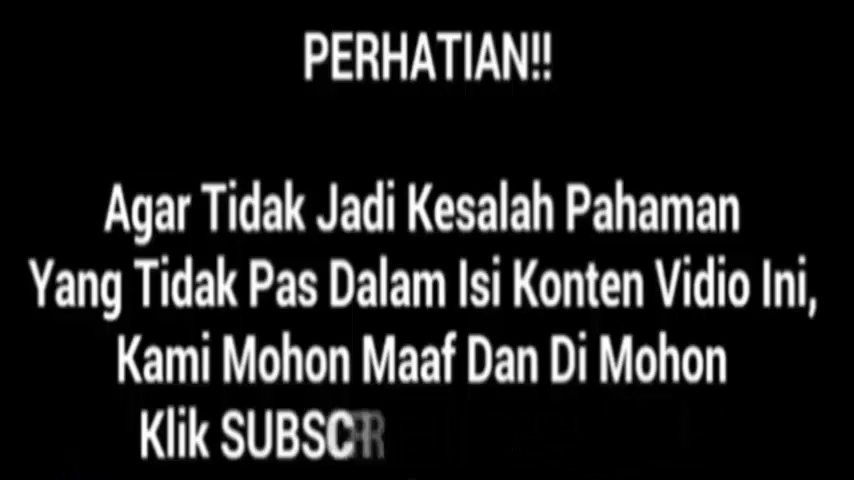 PERHATIAN!!
Agar Tidak Jadi Kesalah Pahaman
Yang Tidak Pas Dalam Isi Konten Vidio Ini,
Kami Mohon Maaf Dan Di Mohon
Klik SUBSC